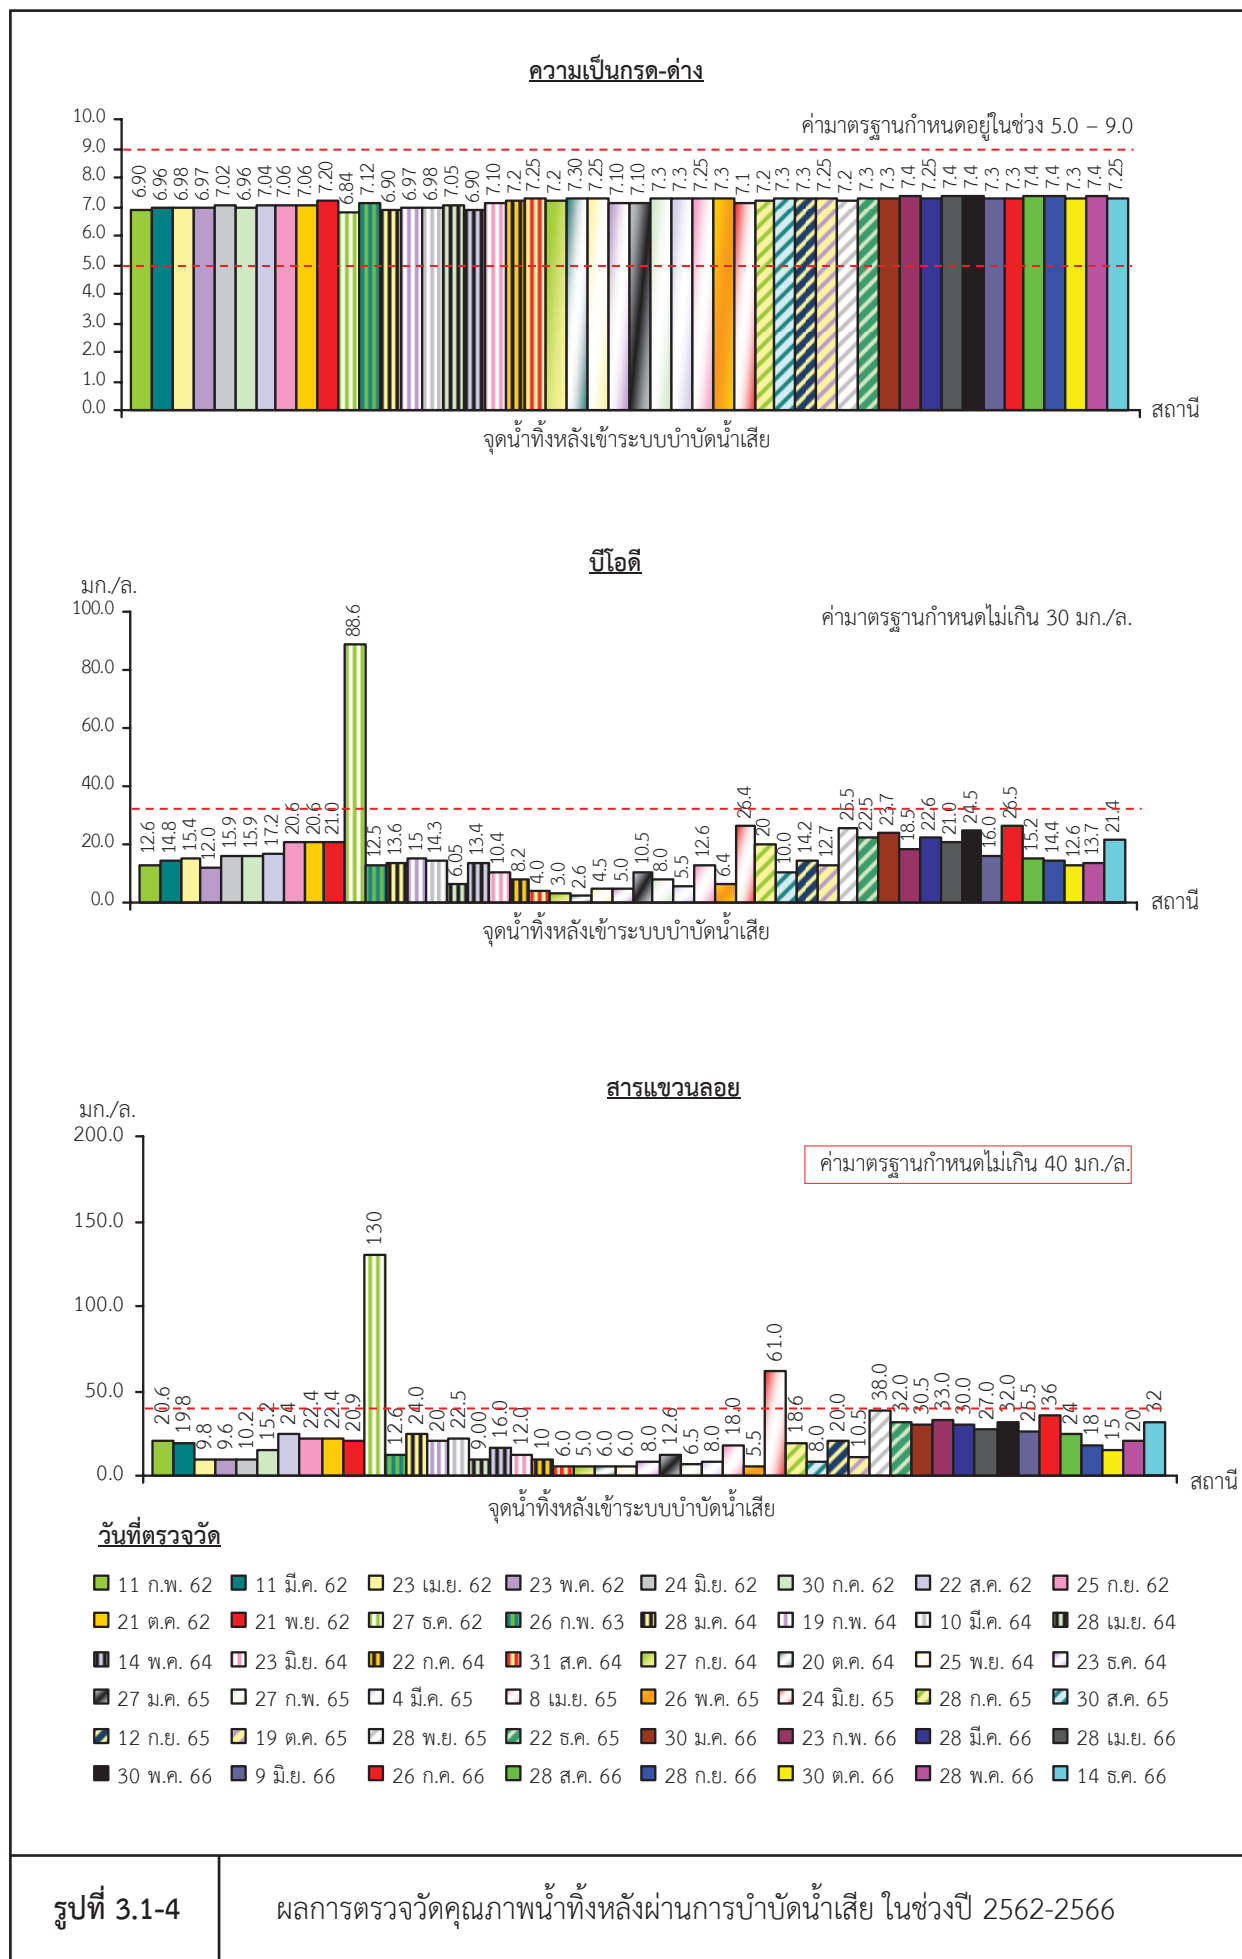 ความเป็นกรด-ด่าง
ค่ามาตรฐานกำหนดอยู่ในช่วง 5.0 – 9.0
10.0
9.0
8.0
7.0
6.0
5.0
4.0
3.0
2.0
1.0
0.0
6.90 6.96 6.98 6.97 7.02 6.96 7.04 7.06 7.06 7.20 6.84 7.12 6.90 6.97 6.98 7.05 6.90 7.10 7.2 7.25 7.2 7.30 7.25 7.10 7.10 7.3 7.3 7.25 7.3 7.1 7.2 7.3 7.3 7.25 7.2 7.3 7.3 7.4 7.25 7.4 7.4 7.3 7.3 7.4 7.4 7.3 7.4 7.25
สถานี
จุดน้ำทิ้งหลังเข้าระบบบำบัดน้ำเสีย
บีโอดี
มก./ล.
ค่ามาตรฐานกำหนดไม่เกิน 30 มก./ล.
100.0
80.0
60.0
40.0
20.0
0.0
12.6 14.8 15.4 12.0 15.9 15.9 17.2 20.6 20.6 21.0 88.6 12.5 13.6 15 14.3 6.05 13.4 10.4 8.2 4.0 3.0 2.6 4.5 5.0 10.5 8.0 5.5 12.6 6.4 26.4 20 10.0 14.2 12.7 25.5 22.5 23.7 18.5 22.6 21.0 24.5 16.0 26.5 15.2 14.4 12.6 13.7 21.4
สถานี
จุดน้ำทิ้งหลังเข้าระบบบำบัดน้ำเสีย
สารแขวนลอย
มก./ล.
ค่ามาตรฐานกำหนดไม่เกิน 40 มก./ล.
200.0
150.0
100.0
50.0
0.0
20.6 19.8 9.8 9.6 10.2 15.2 24 22.4 22.4 20.9 130 12.6 24.0 20 22.5 9.00 16.0 12.0 10 6.0 5.0 6.0 6.0 8.0 12.6 6.5 8.0 18.0 5.5 61.0 18.6 8.0 20.0 10.5 38.0 32.0 30.5 33.0 30.0 27.0 32.0 25.5 36 24 18 15 20 32
สถานี
จุดน้ำทิ้งหลังเข้าระบบบำบัดน้ำเสีย
วันที่ตรวจวัด
11 ก.พ. 62 11 มี.ค. 62 23 เม.ย. 62 23 พ.ค. 62 24 มิ.ย. 62 30 ก.ค. 62 22 ส.ค. 62 25 ก.ย. 62
21 ต.ค. 62 21 พ.ย. 62 27 ธ.ค. 62 26 ก.พ. 63 28 ม.ค. 64 19 ก.พ. 64 10 มี.ค. 64 28 เม.ย. 64
14 พ.ค. 64 23 มิ.ย. 64 22 ก.ค. 64 31 ส.ค. 64 27 ก.ย. 64 20 ต.ค. 64 25 พ.ย. 64 23 ธ.ค. 64
27 ม.ค. 65 27 ก.พ. 65 4 มี.ค. 65 8 เม.ย. 65 26 พ.ค. 65 24 มิ.ย. 65 28 ก.ค. 65 30 ส.ค. 65
12 ก.ย. 65 19 ต.ค. 65 28 พ.ย. 65 22 ธ.ค. 65 30 ม.ค. 66 23 ก.พ. 66 28 มี.ค. 66 28 เม.ย. 66
30 พ.ค. 66 9 มิ.ย. 66 26 ก.ค. 66 28 ส.ค. 66 28 ก.ย. 66 30 ต.ค. 66 28 พ.ค. 66 14 ธ.ค. 66
รูปที่ 3.1-4
ผลการตรวจวัดคุณภาพน้ำทิ้งหลังผ่านการบำบัดน้ำเสีย ในช่วงปี 2562-2566